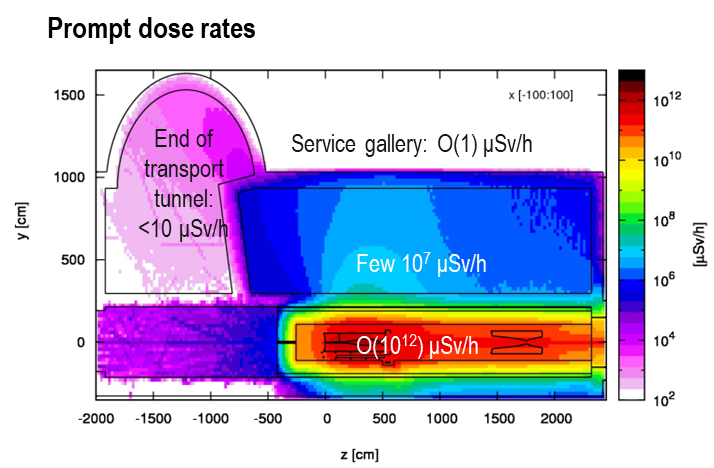 Prompt dose rates
x [-100:100]
1500
1000
500
0
y [cm]
End of
transport
tunnel:
<10 µSv/h
Service gallery: O(1) µSv/h
Few 10⁷ µSv/h
O(10¹²) µSv/h
-2000 -1500 -1000 -500 0 500 1000 1500 2000
z [cm]
10¹²
10¹⁰
10⁸
10⁶
10⁴
10²
[µSv/h]